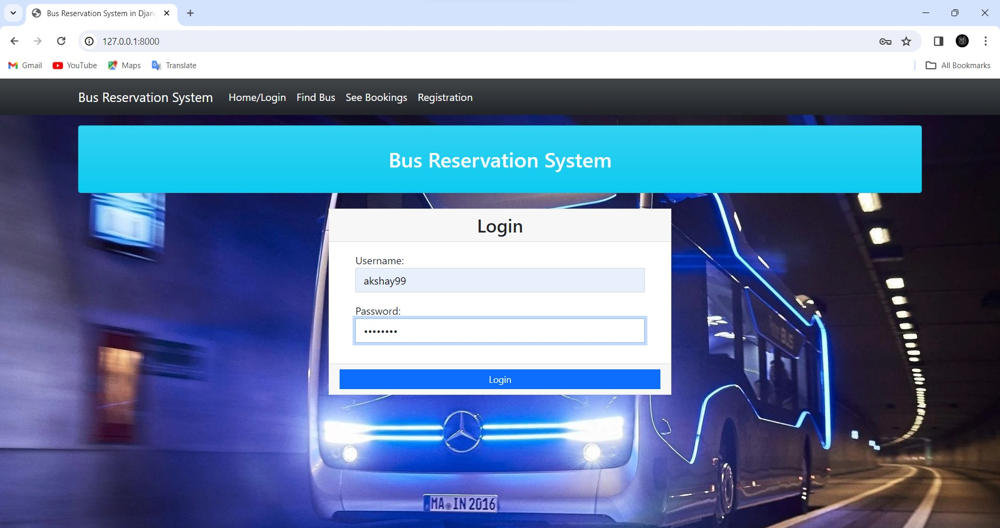 Bus Reservation System in Djan
127.0.0.1:8000
Gmail YouTube Maps Translate All Bookmarks
Bus Reservation System Home/Login Find Bus See Bookings Registration
Bus Reservation System
Login
Username:
akshay99
Password:
••••••••
Login
BUS
MA IN 2016